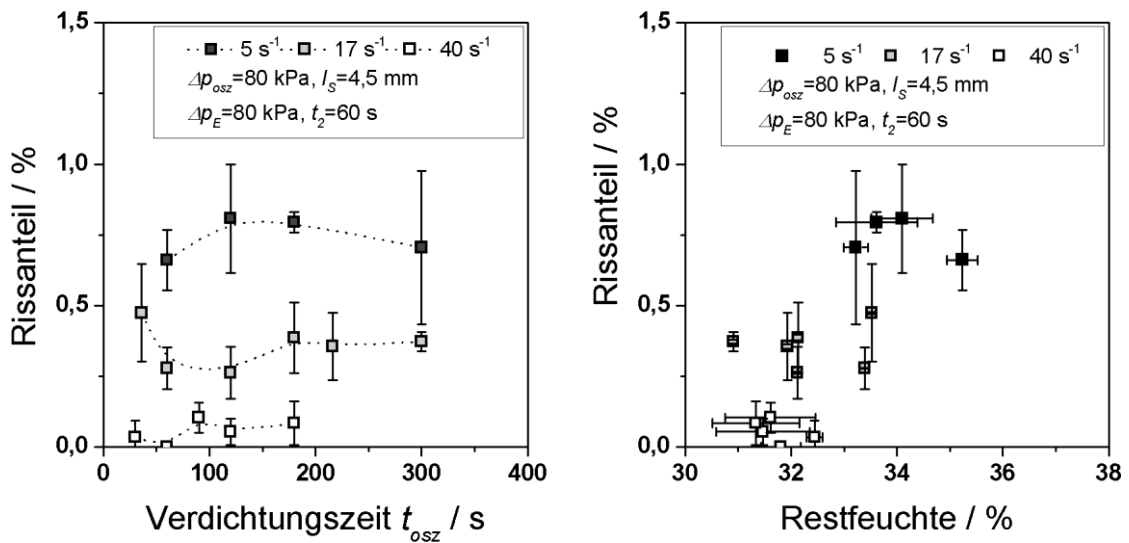 1,5
1,0
0,5
0,0
Rissanteil / %
5 s⁻¹ 17 s⁻¹ 40 s⁻¹
Δp_osz=80 kPa, l_S=4,5 mm
Δp_E=80 kPa, t_2=60 s
0 100 200 300 400
Verdichtungszeit t_osz / s
1,5
1,0
0,5
0,0
Rissanteil / %
5 s⁻¹ 17 s⁻¹ 40 s⁻¹
Δp_osz=80 kPa, l_S=4,5 mm
Δp_E=80 kPa, t_2=60 s
30 32 34 36 38
Restfeuchte / %